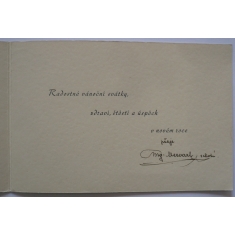 Radostné vánoční svátky,
zdraví, štěstí a úspěch
v novém roce
přeje